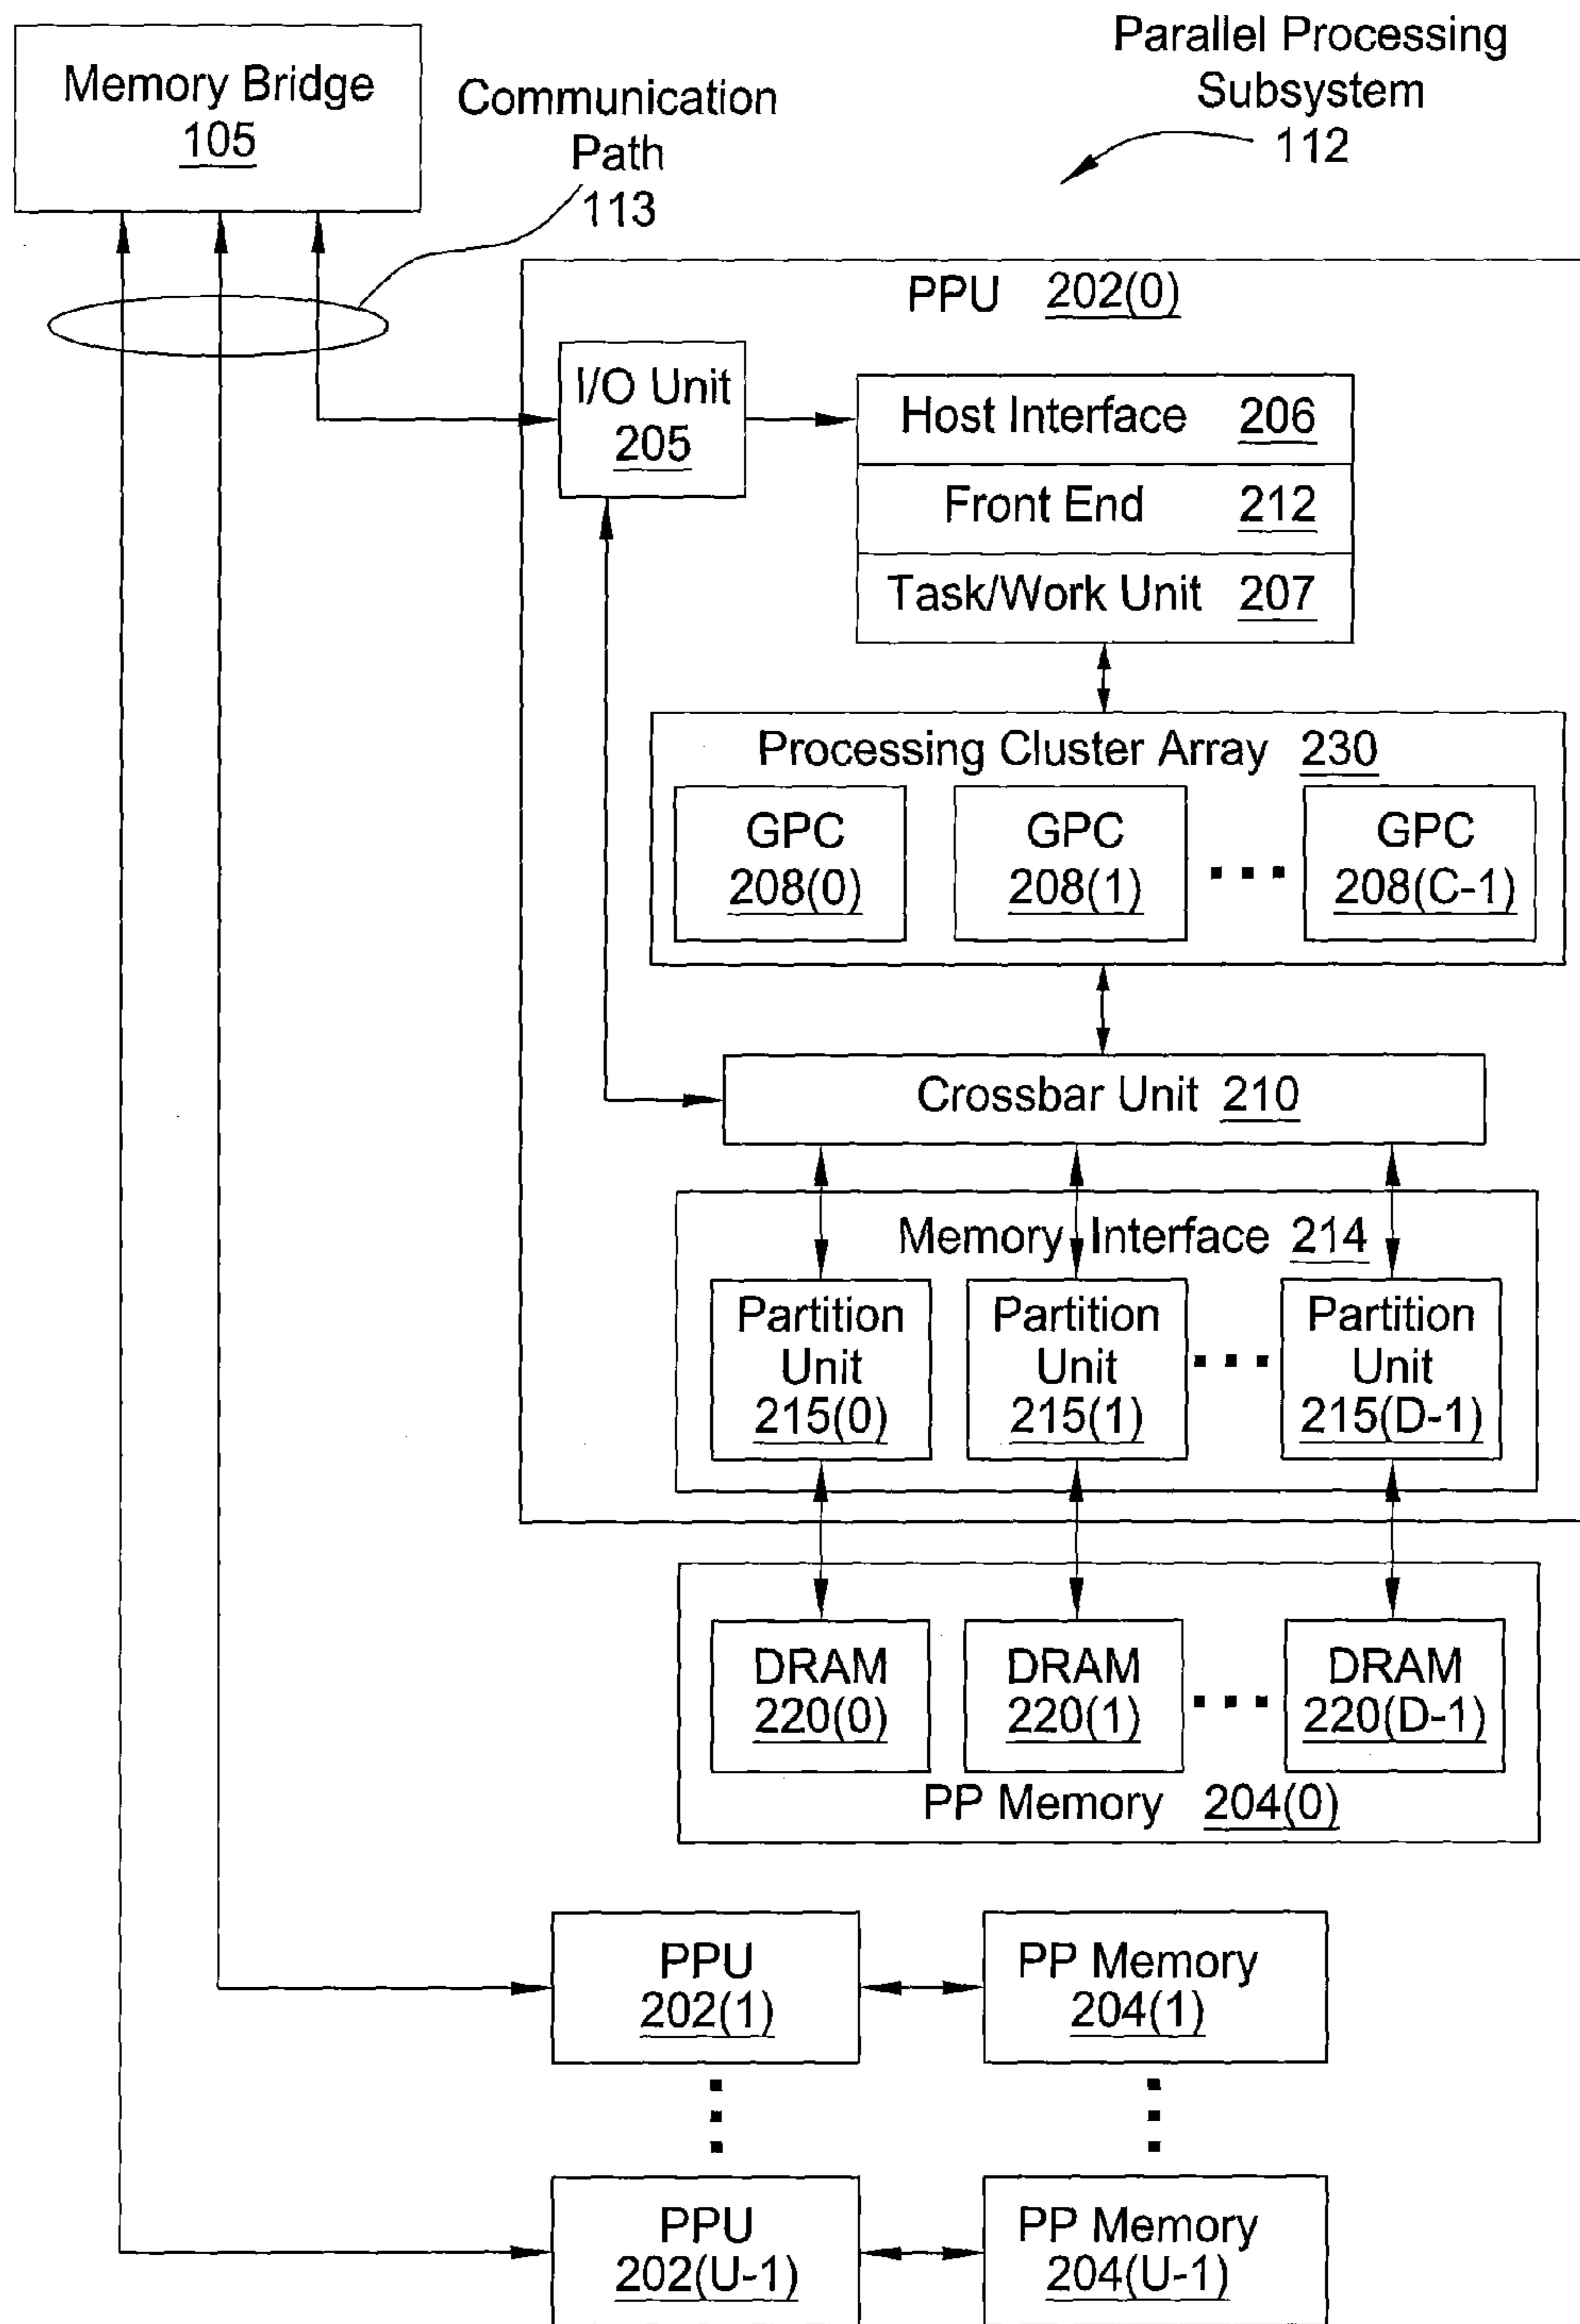 Parallel Processing
Subsystem
112
Memory Bridge
105
Communication
Path
113
PPU 202(0)
I/O Unit
205
Host Interface 206
Front End 212
Task/Work Unit 207
Processing Cluster Array 230
GPC
208(0)
GPC
208(1)
GPC
208(C-1)
Crossbar Unit 210
Memory Interface 214
Partition
Unit
215(0)
Partition
Unit
215(1)
Partition
Unit
215(D-1)
DRAM
220(0)
DRAM
220(1)
DRAM
220(D-1)
PP Memory 204(0)
PPU
202(1)
PP Memory
204(1)
PPU
202(U-1)
PP Memory
204(U-1)